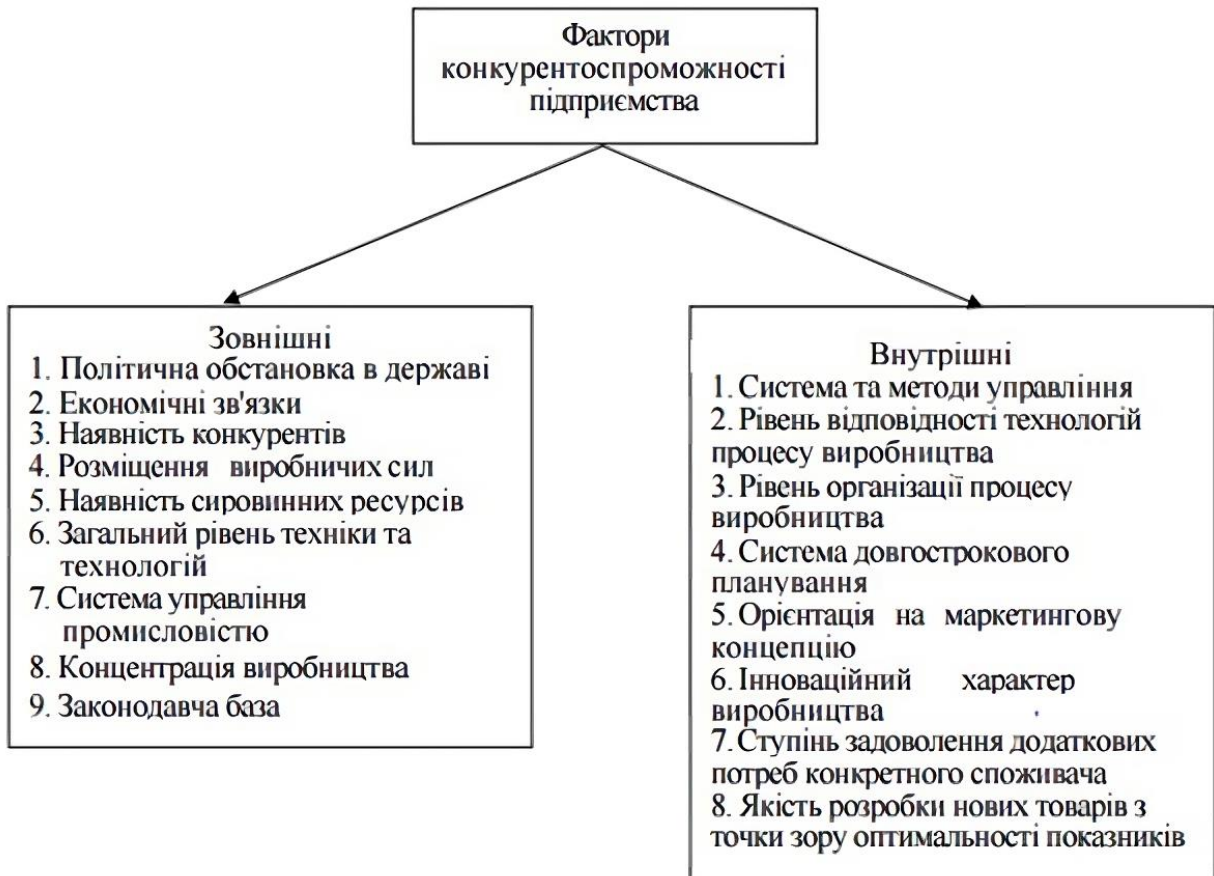 Фактори
конкурентоспроможності
підприємства
Зовнішні
1. Політична обстановка в державі
2. Економічні зв'язки
3. Наявність конкурентів
4. Розміщення виробничих сил
5. Наявність сировинних ресурсів
6. Загальний рівень техніки та
технологій
7. Система управління
промисловістю
8. Концентрація виробництва
9. Законодавча база
Внутрішні
1. Система та методи управління
2. Рівень відповідності технологій
процесу виробництва
3. Рівень організації процесу
виробництва
4. Система довгострокового
планування
5. Орієнтація на маркетингову
концепцію
6. Інноваційний характер
виробництва
7. Ступінь задоволення додаткових
потреб конкретного споживача
8. Якість розробки нових товарів з
точки зору оптимальності показників